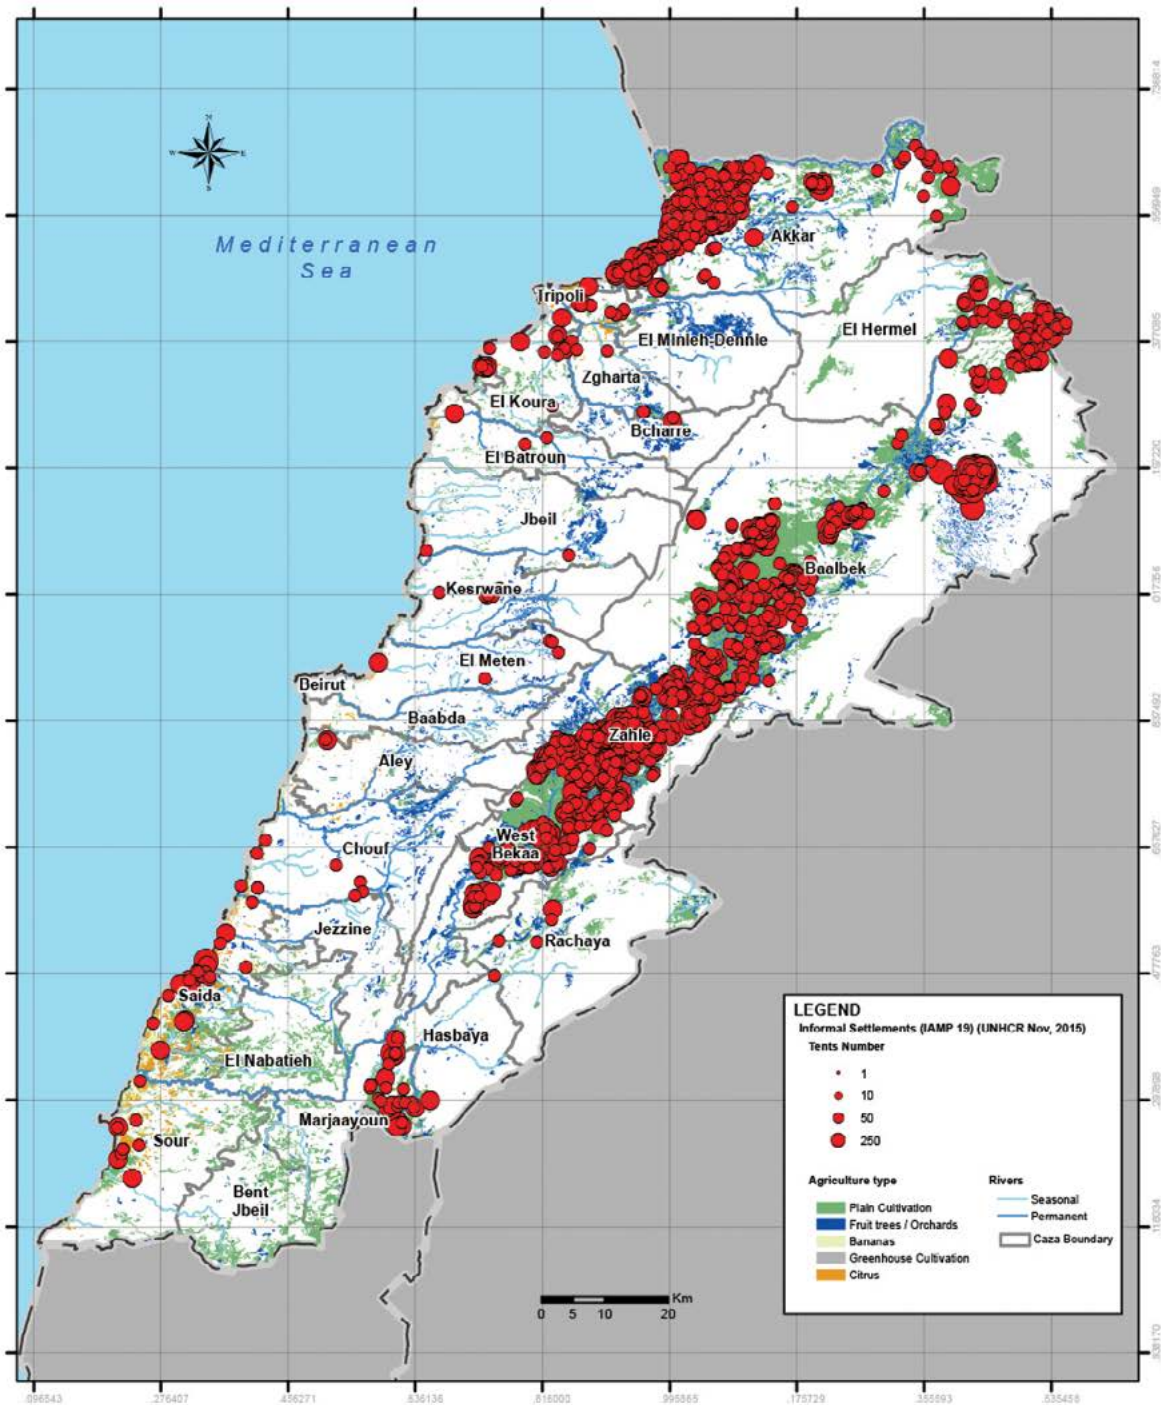 N
W
E
S
Mediterranean
Sea
Akkar
Tripoli
El Hermel
El Minieh-Dennie
Zgharta
El Koura
Bcharre
El Batroun
Jbeil
Baalbek
Kesrwane
El Meten
Beirut
Baabda
Zahle
Aley
West
Bekaa
Chouf
Jezzine
Rachaya
Saida
Hasbaya
El Nabatieh
Marjaayoun
Sour
Bent
Jbeil
LEGEND
Informal Settlements (IAMP 19) (UNHCR Nov, 2015)
Tents Number
1
10
50
250
Agriculture type
Plain Cultivation
Fruit trees / Orchards
Bananas
Greenhouse Cultivation
Citrus
Rivers
Seasonal
Permanent
Caza Boundary
Km
0 5 10 20